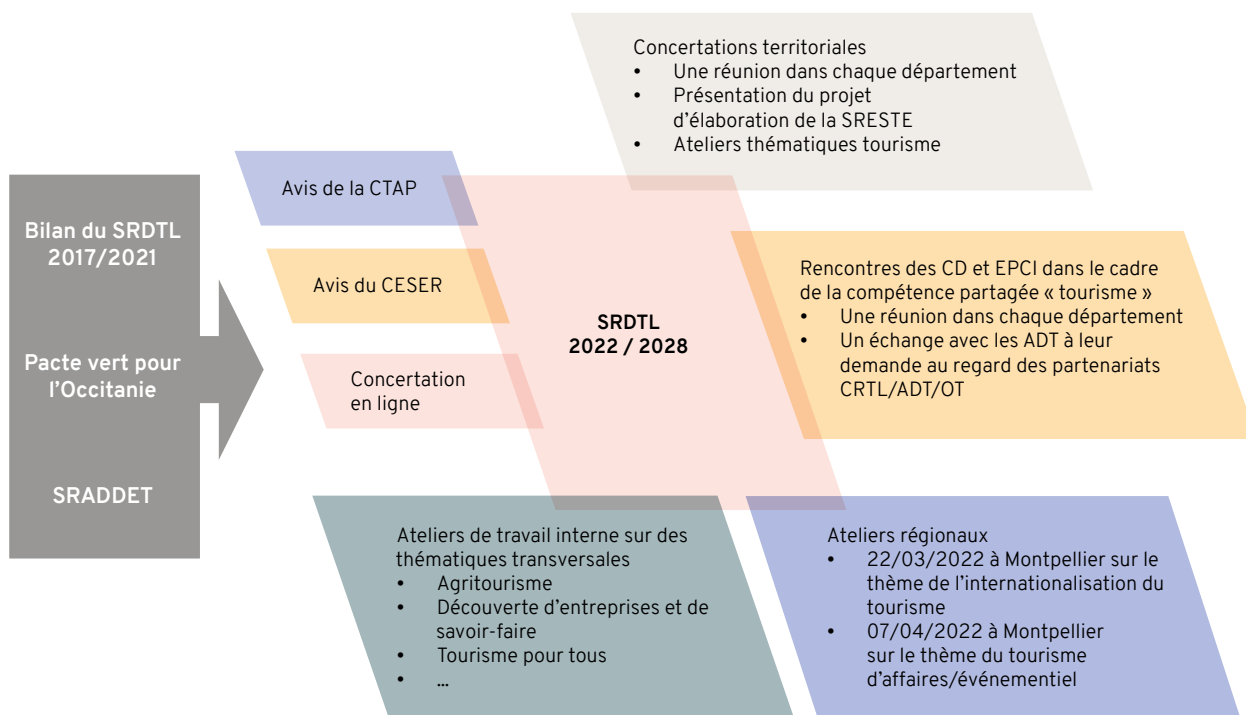 Bilan du SRDTL
2017/2021
Pacte vert pour
l'Occitanie
SRADDET
Avis de la CTAP
Avis du CESER
Concertation
en ligne
SRDTL
2022 / 2028
Concertations territoriales
• Une réunion dans chaque département
• Présentation du projet
d'élaboration de la SRESTE
• Ateliers thématiques tourisme
Rencontres des CD et EPCI dans le cadre
de la compétence partagée « tourisme »
• Une réunion dans chaque département
• Un échange avec les ADT à leur
demande au regard des partenariats
CRTL/ADT/OT
Ateliers de travail interne sur des
thématiques transversales
• Agritourisme
• Découverte d'entreprises et de
savoir-faire
• Tourisme pour tous
• ...
Ateliers régionaux
• 22/03/2022 à Montpellier sur le
thème de l'internationalisation du
tourisme
• 07/04/2022 à Montpellier
sur le thème du tourisme
d'affaires/événementiel